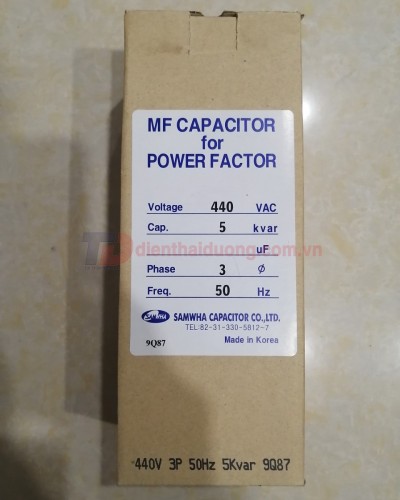 MF CAPACITOR
for
POWER FACTOR
Voltage 440 VAC
Cap. 5 kvar
uF
dienthaiduong.com.vn
Phase 3 Ø
Freq. 50 Hz
SAMWHA SAMWHA CAPACITOR CO.,LTD.
TEL:82-31-330-5812-7
9Q87 Made in Korea
440V 3P 50Hz 5Kvar 9Q87